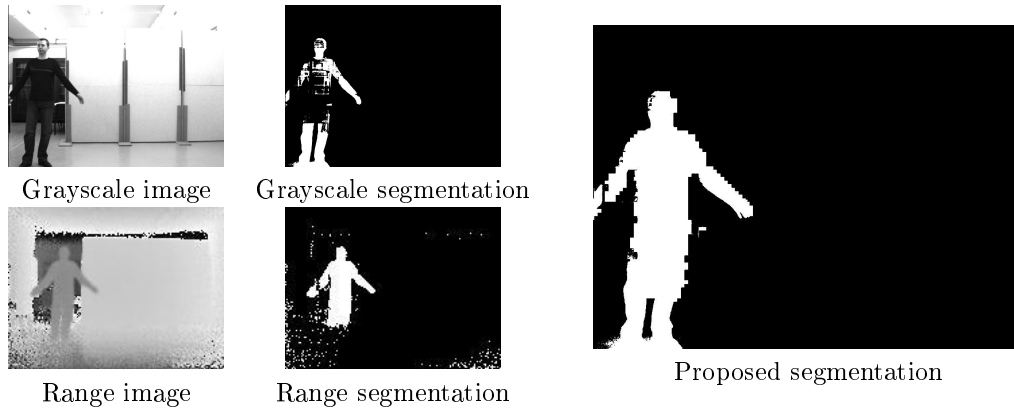 Grayscale image
Grayscale segmentation
Range image
Range segmentation
Proposed segmentation